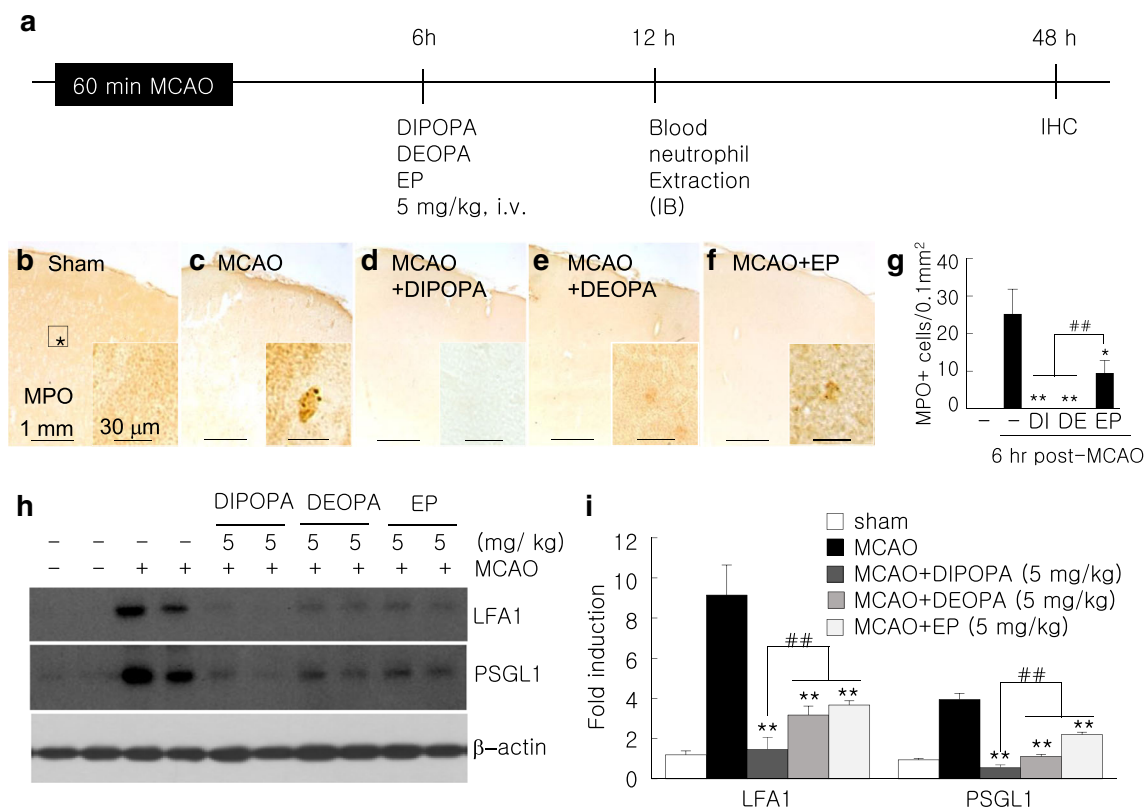 a
6h
12 h
48 h
60 min MCAO
DIPOPA
DEOPA
EP
5 mg/kg, i.v.
Blood
neutrophil
Extraction
(IB)
IHC
b Sham
*
MPO
1 mm
30 μm
c MCAO
d MCAO
+DIPOPA
e MCAO
+DEOPA
f MCAO+EP
g
MPO+ cells/0.1mm²
40
30
20
10
0
##
*
** **
– – DI DE EP
6 hr post–MCAO
h
DIPOPA DEOPA EP
– – – – 5 5 5 5 5 5 (mg/ kg)
– – + + + + + + + + MCAO
LFA1
PSGL1
β–actin
i
sham
MCAO
MCAO+DIPOPA (5 mg/kg)
MCAO+DEOPA (5 mg/kg)
MCAO+EP (5 mg/kg)
Fold induction
12
10
8
6
4
2
0
##
** ** **
##
** ** **
LFA1 PSGL1